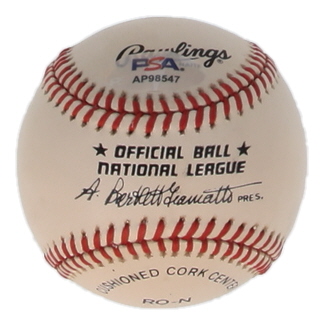 Rawlings
PSA
AP98547
★ OFFICIAL BALL ★
NATIONAL LEAGUE
A. Bartlett Giamatti PRES.
CUSHIONED CORK CENTER
RO-N